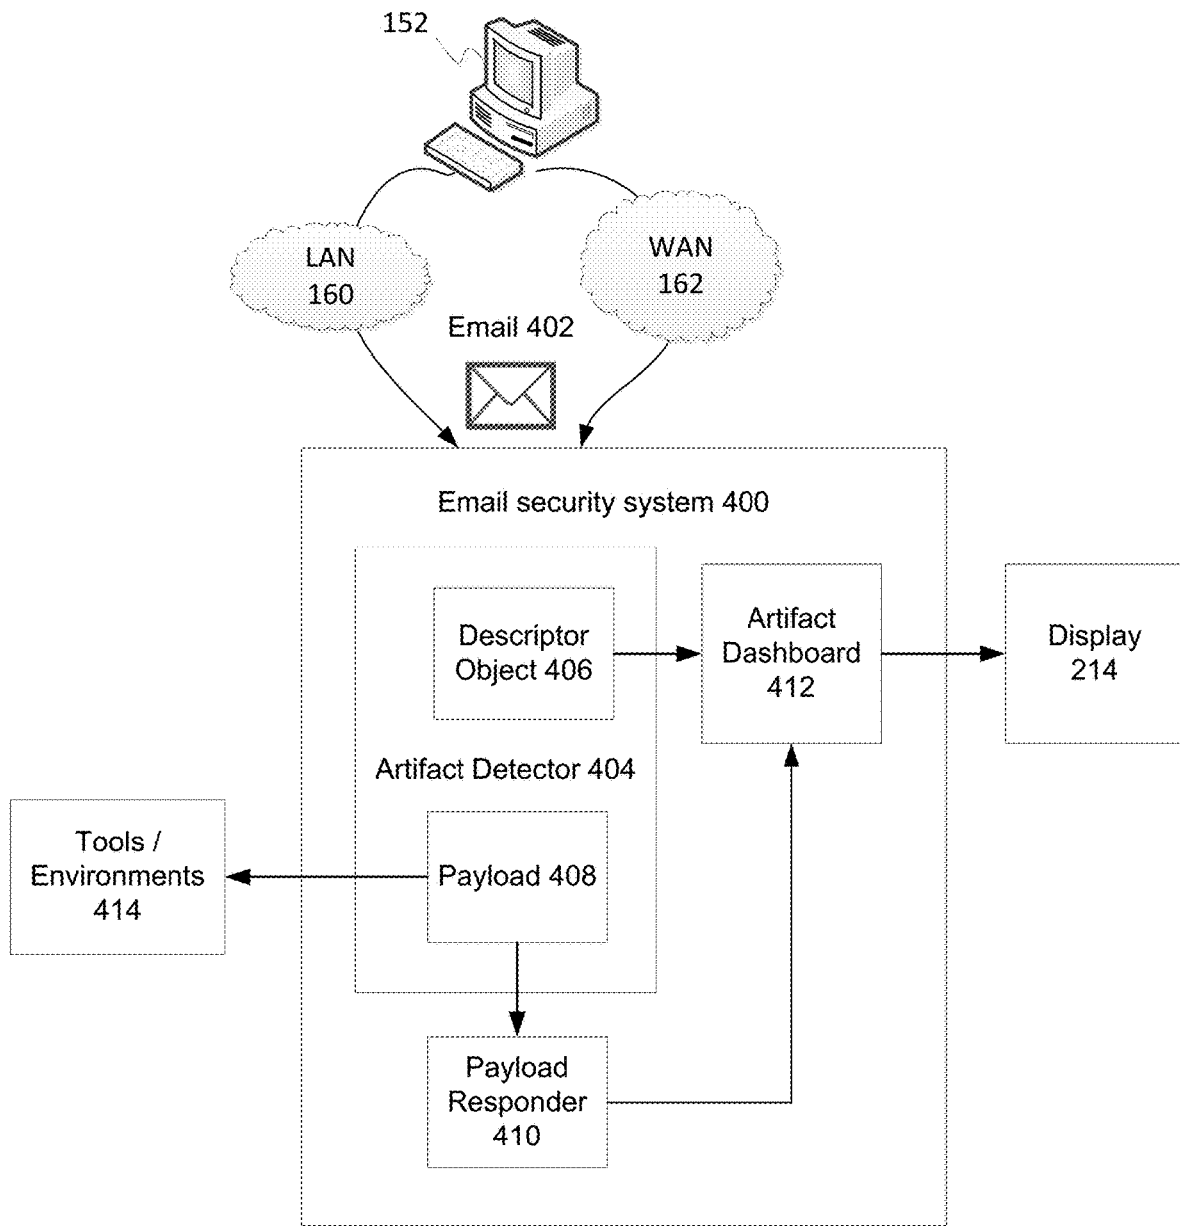 152
LAN
160
WAN
162
Email 402
Email security system 400
Descriptor
Object 406
Artifact
Dashboard
412
Display
214
Artifact Detector 404
Tools /
Environments
414
Payload 408
Payload
Responder
410